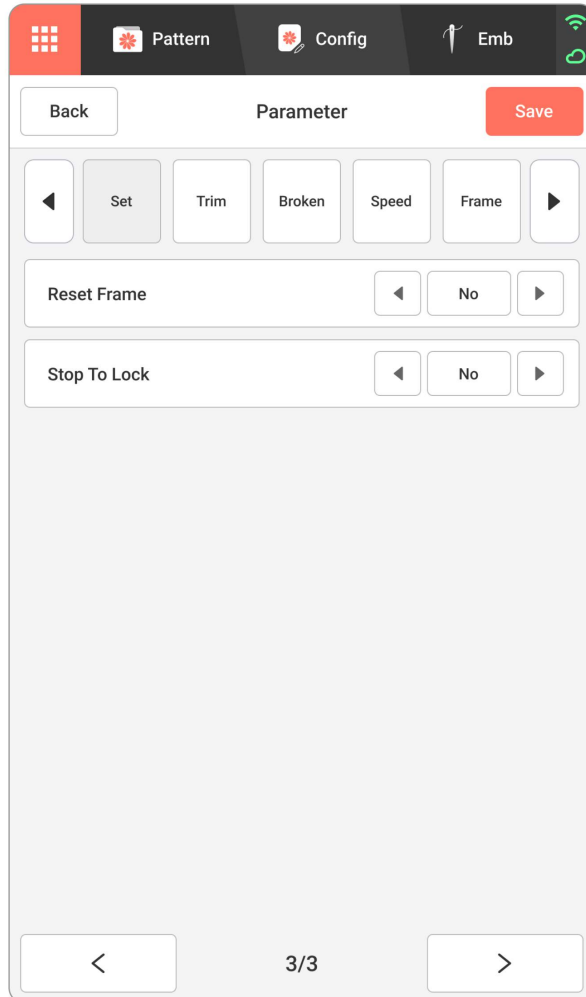 Pattern Config Emb
Back Parameter Save
Set Trim Broken Speed Frame
Reset Frame No
Stop To Lock No
3/3